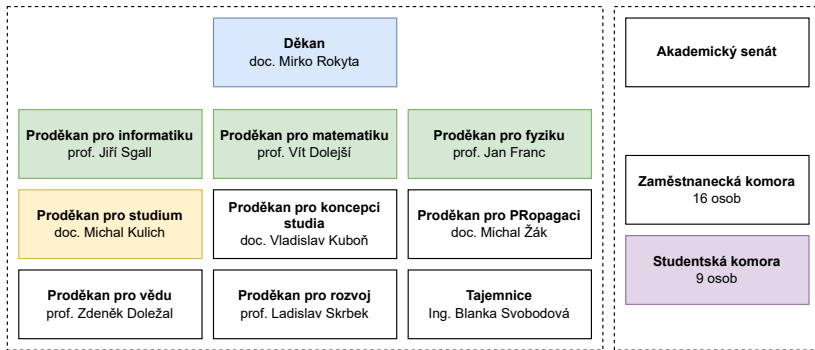 Děkan
doc. Mirko Rokyta
Proděkan pro informatiku
prof. Jiří Sgall
Proděkan pro matematiku
prof. Vít Dolejší
Proděkan pro fyziku
prof. Jan Franc
Proděkan pro studium
doc. Michal Kulich
Proděkan pro koncepci
studia
doc. Vladislav Kuboň
Proděkan pro PRopagaci
doc. Michal Žák
Proděkan pro vědu
prof. Zdeněk Doležal
Proděkan pro rozvoj
prof. Ladislav Skrbek
Tajemnice
Ing. Blanka Svobodová
Akademický senát
Zaměstnanecká komora
16 osob
Studentská komora
9 osob